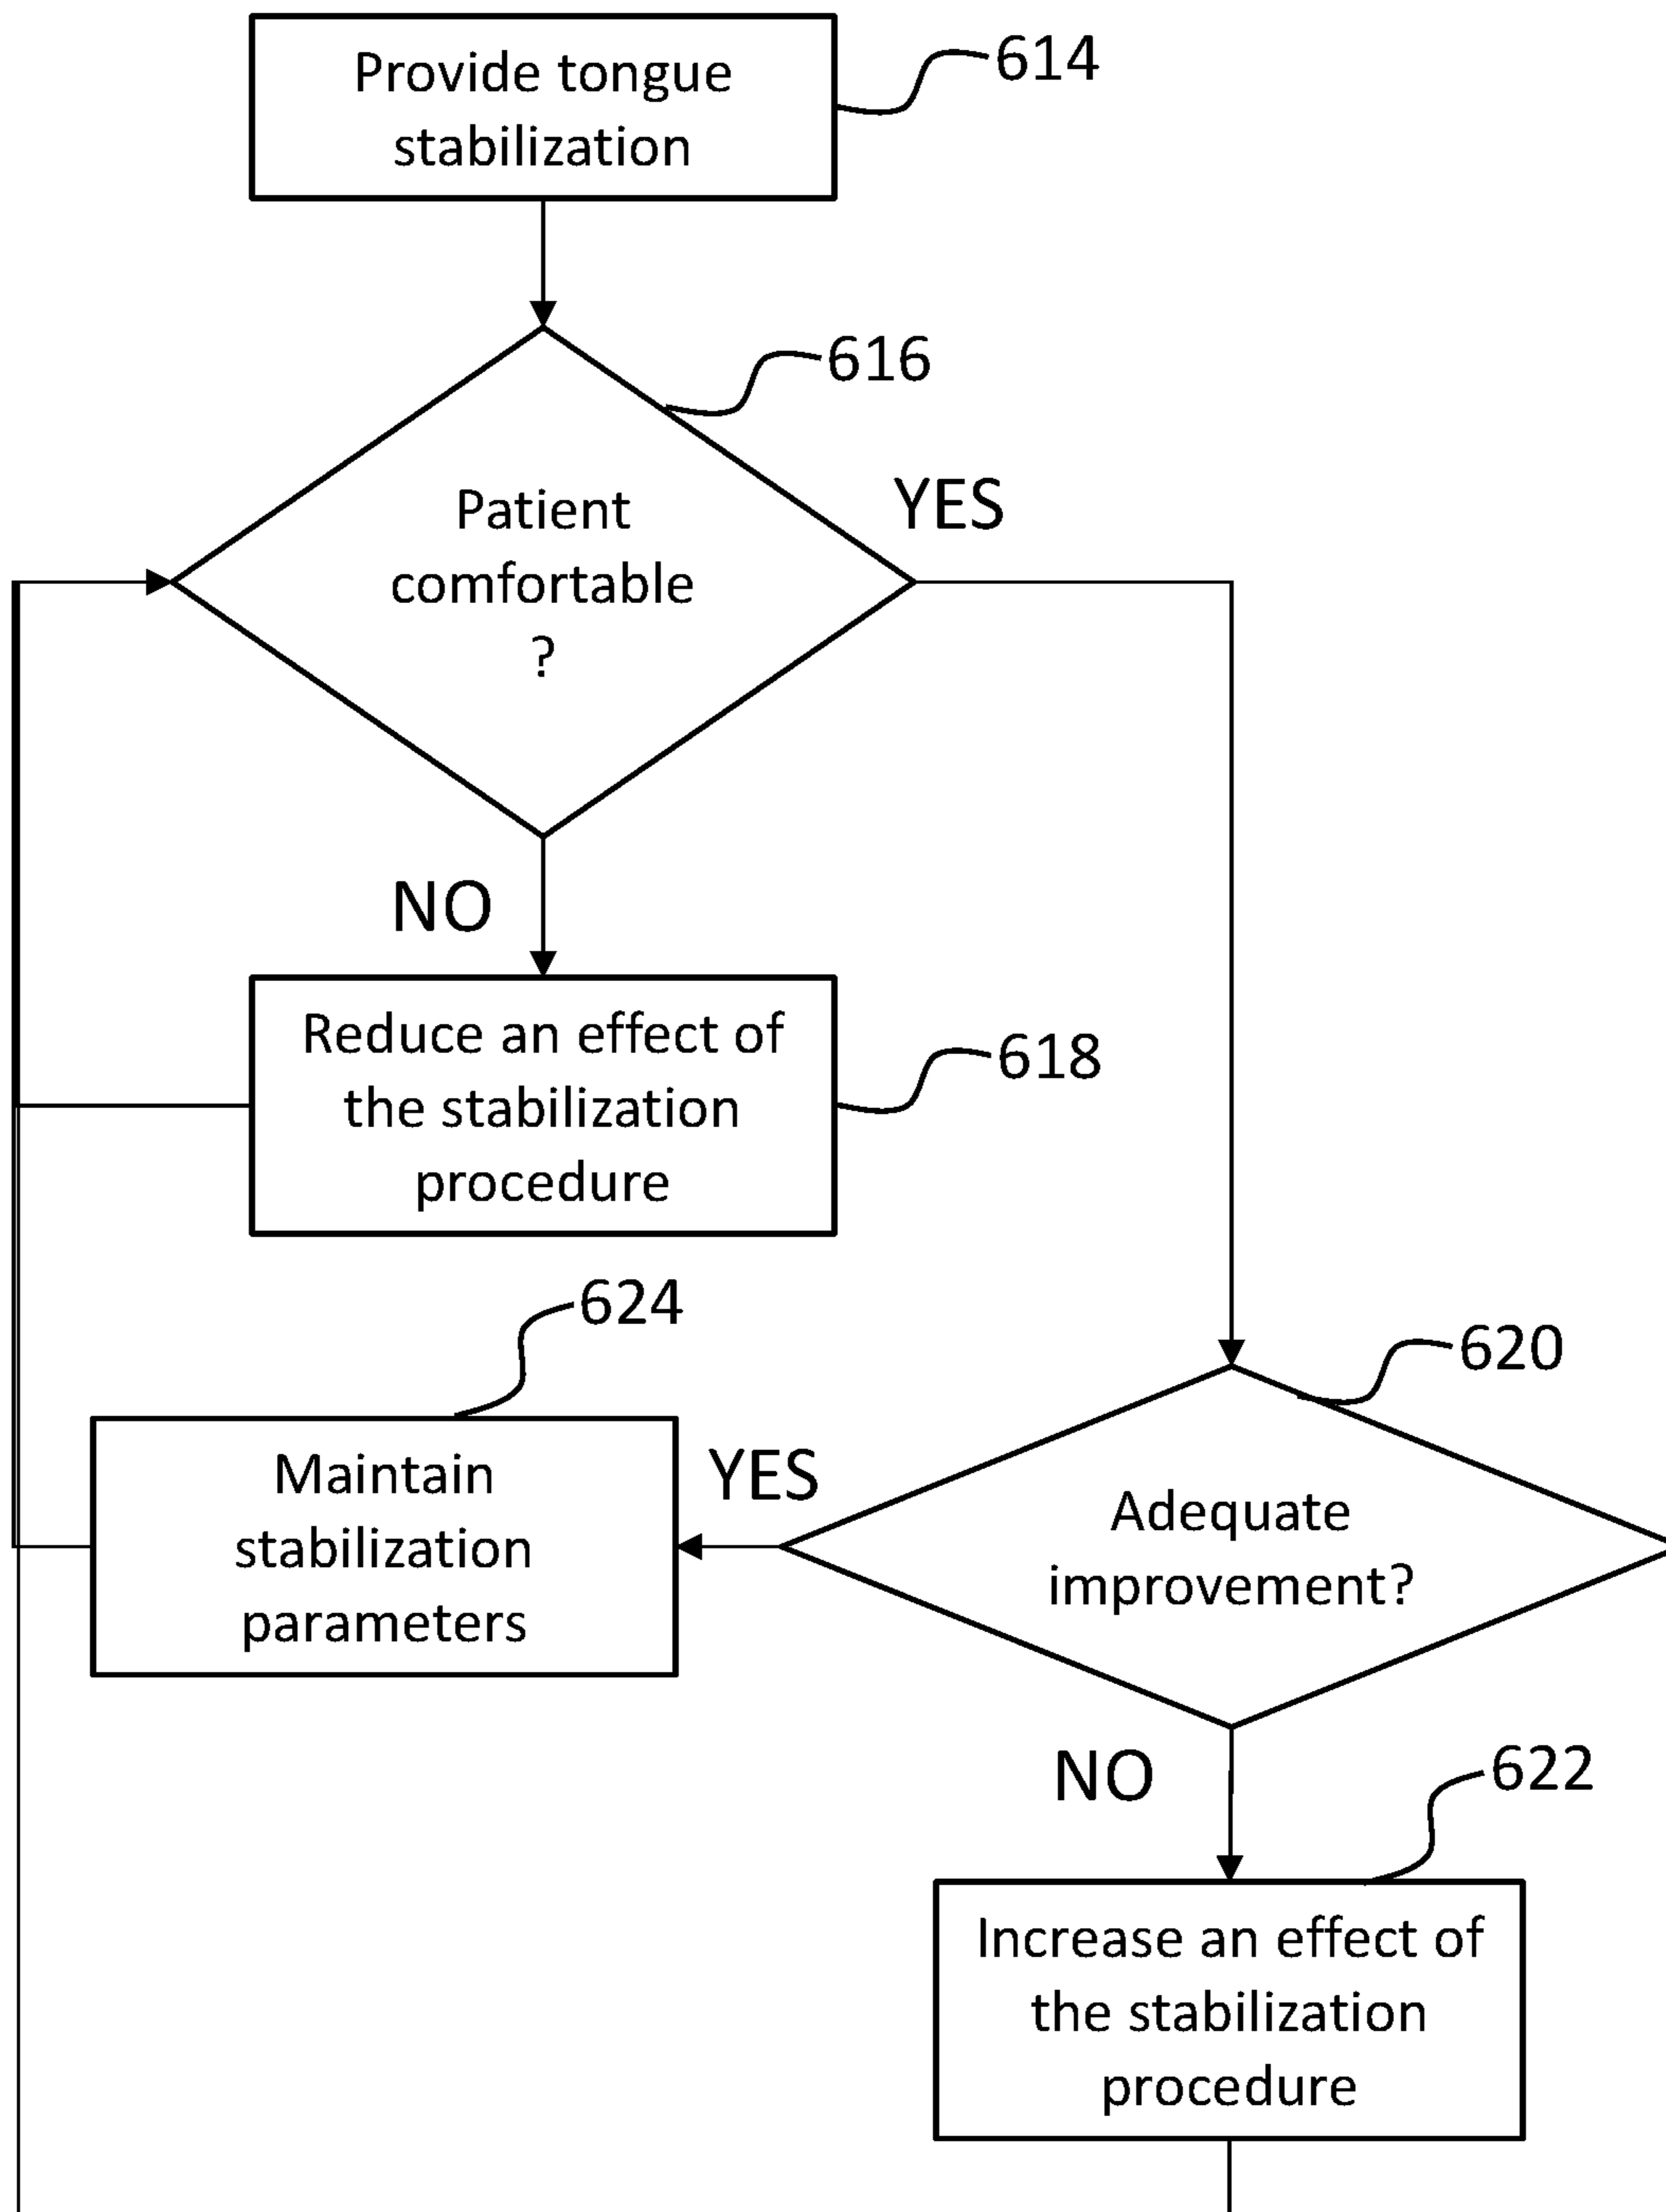 Provide tongue
stabilization
614
616
Patient
comfortable
?
YES
NO
Reduce an effect of
the stabilization
procedure
618
624
620
Maintain
stabilization
parameters
YES
Adequate
improvement?
NO
622
Increase an effect of
the stabilization
procedure